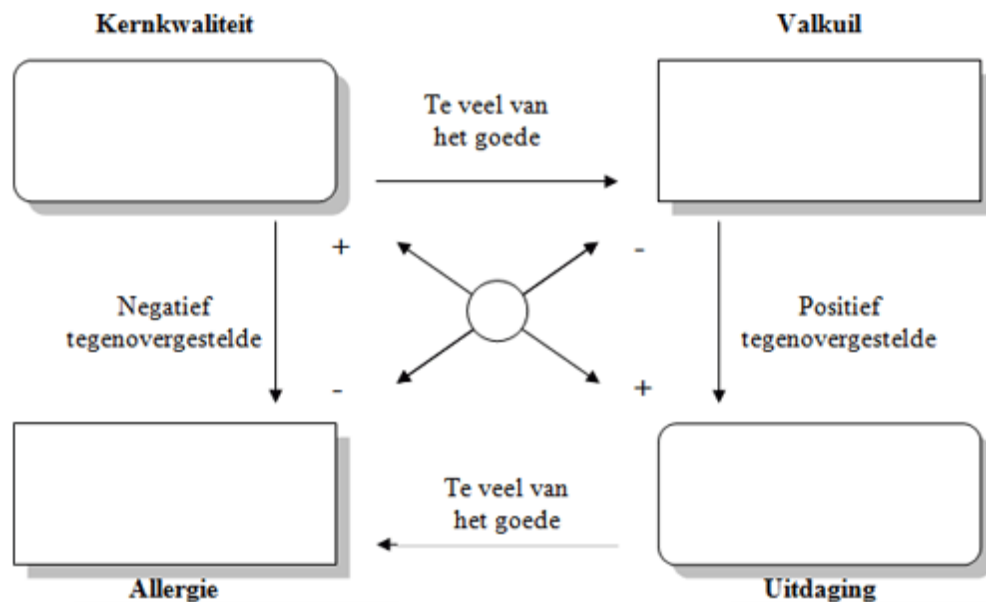 Kernkwaliteit
Valkuil
Te veel van
het goede
+
-
Negatief
tegenovergestelde
Positief
tegenovergestelde
-
+
Te veel van
het goede
Allergie
Uitdaging